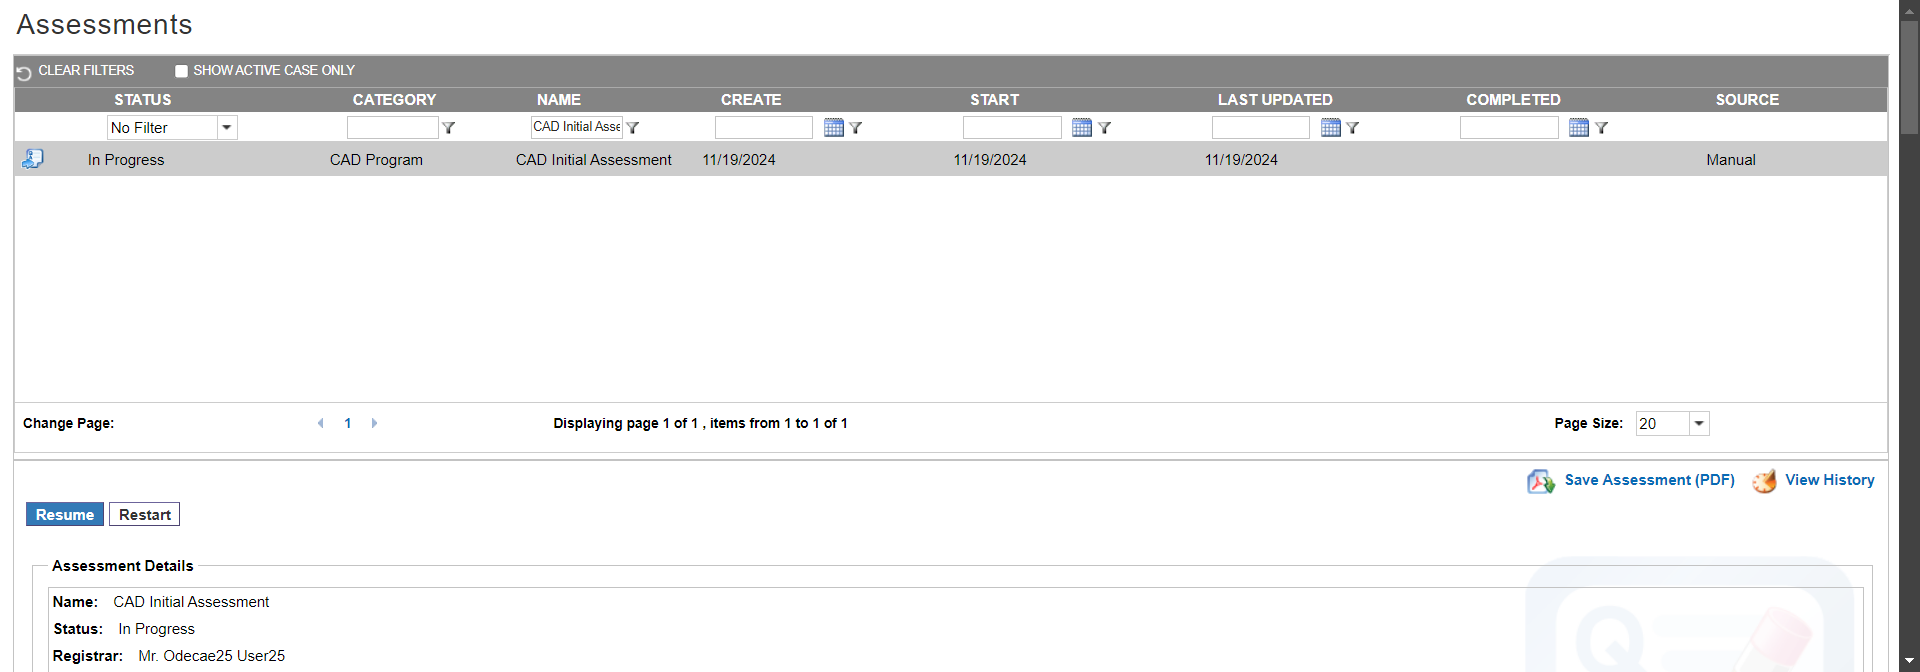 Assessments
CLEAR FILTERS SHOW ACTIVE CASE ONLY
STATUS CATEGORY NAME CREATE START LAST UPDATED COMPLETED SOURCE
No Filter CAD Initial Asse
In Progress CAD Program CAD Initial Assessment 11/19/2024 11/19/2024 11/19/2024 Manual
Change Page: 1 Displaying page 1 of 1 , items from 1 to 1 of 1 Page Size: 20
Save Assessment (PDF) View History
Resume Restart
Assessment Details
Name: CAD Initial Assessment
Status: In Progress
Registrar: Mr. Odecae25 User25